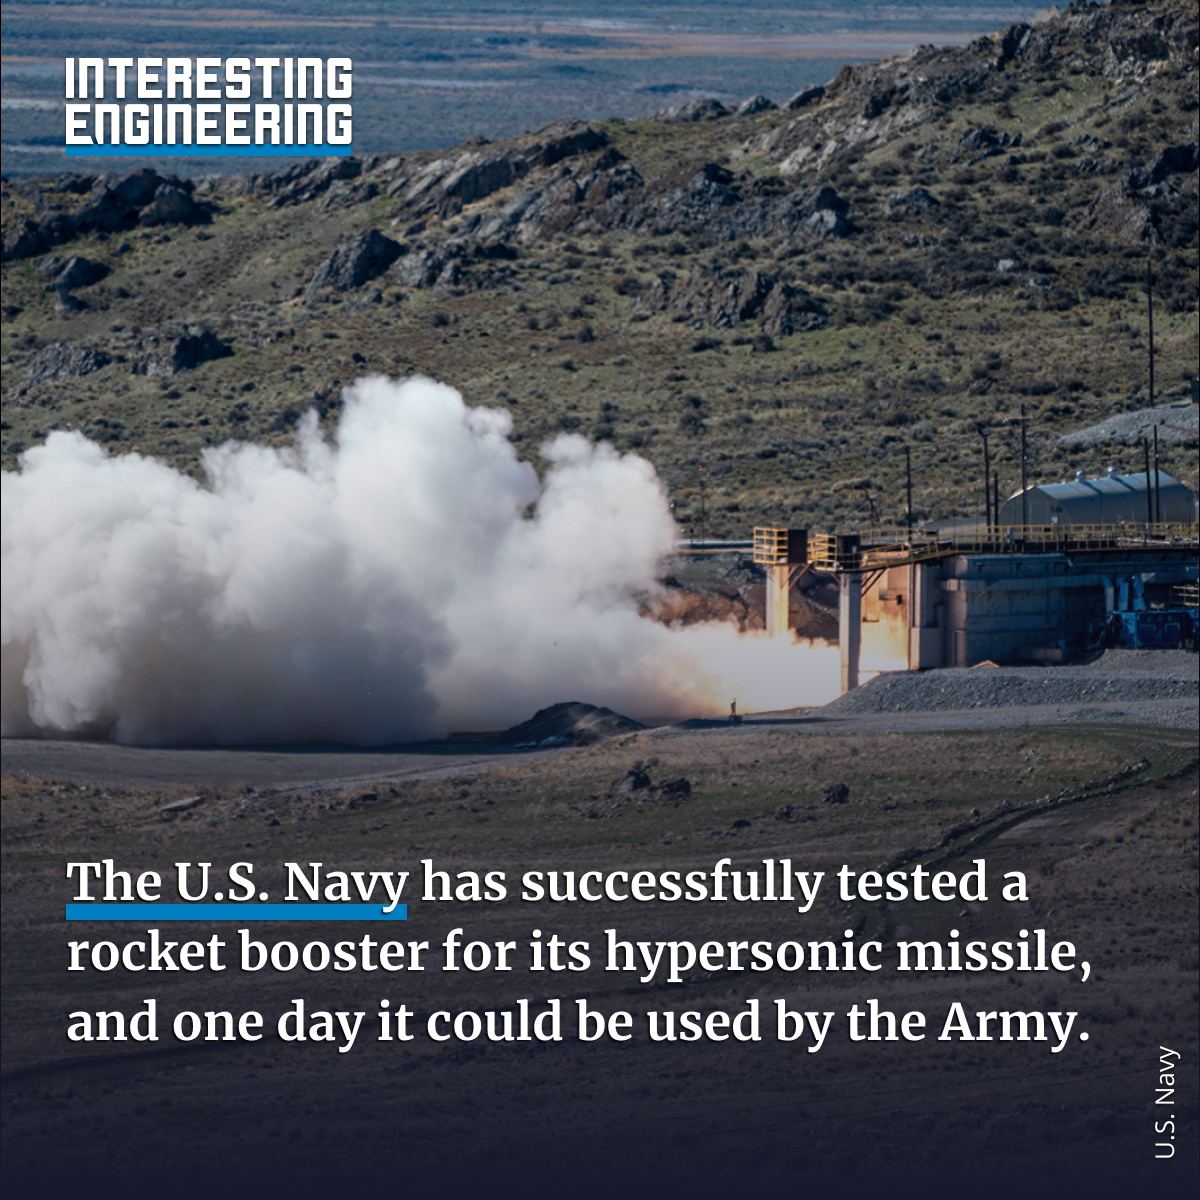 INTERESTING
ENGINEERING
The U.S. Navy has successfully tested a
rocket booster for its hypersonic missile,
and one day it could be used by the Army.
U.S. Navy